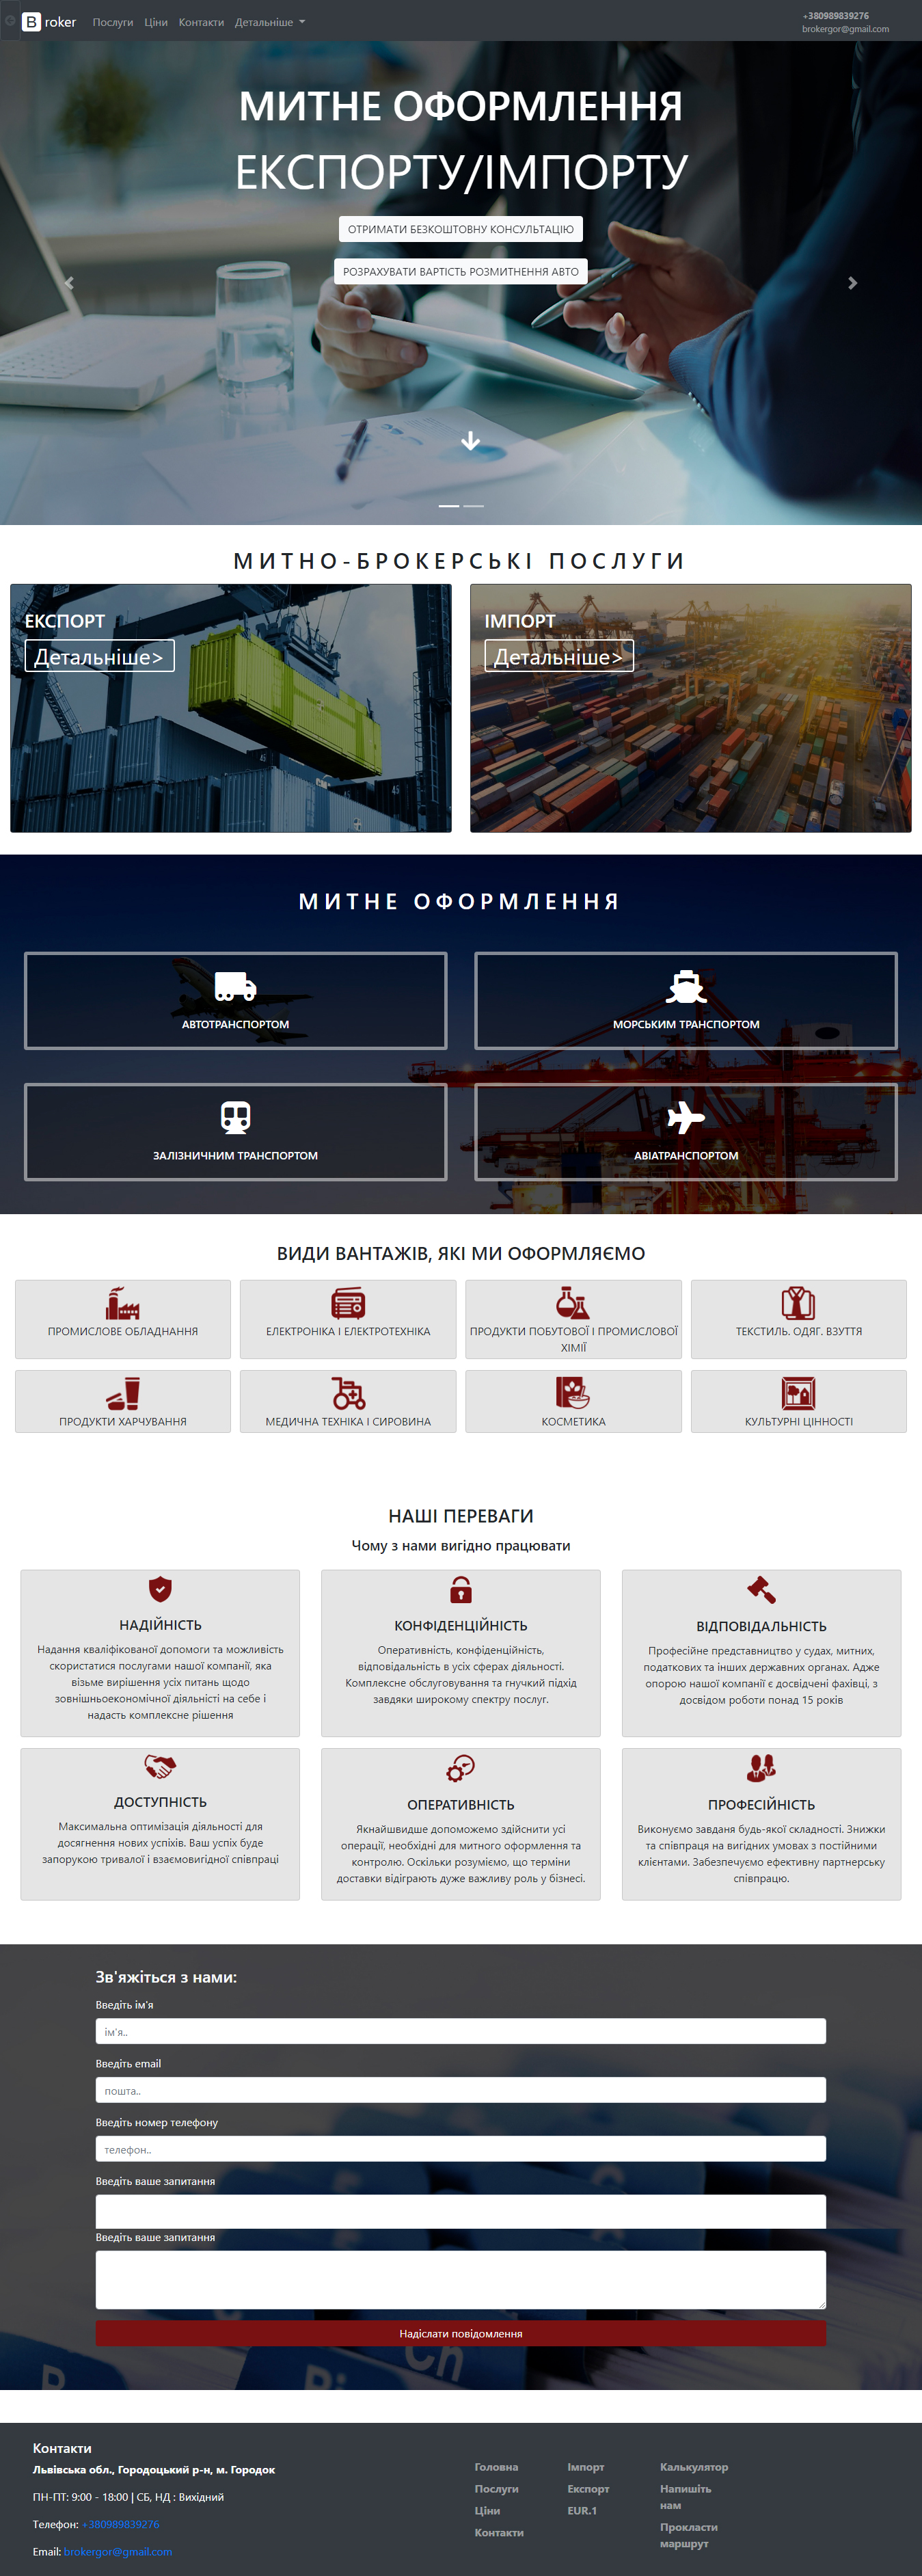 B roker Послуги Ціни Контакти Детальніше
+380989839276
brokergor@gmail.com
МИТНЕ ОФОРМЛЕННЯ
ЕКСПОРТУ/ІМПОРТУ
ОТРИМАТИ БЕЗКОШТОВНУ КОНСУЛЬТАЦІЮ
РОЗРАХУВАТИ ВАРТІСТЬ РОЗМИТНЕННЯ АВТО
МИТНО-БРОКЕРСЬКІ ПОСЛУГИ
ЕКСПОРТ
Детальніше>
ІМПОРТ
Детальніше>
МИТНЕ ОФОРМЛЕННЯ
АВТОТРАНСПОРТОМ
МОРСЬКИМ ТРАНСПОРТОМ
ЗАЛІЗНИЧНИМ ТРАНСПОРТОМ
АВІАТРАНСПОРТОМ
ВИДИ ВАНТАЖІВ, ЯКІ МИ ОФОРМЛЯЄМО
ПРОМИСЛОВЕ ОБЛАДНАННЯ
ЕЛЕКТРОНІКА І ЕЛЕКТРОТЕХНІКА
ПРОДУКТИ ПОБУТОВОЇ І ПРОМИСЛОВОЇ
ХІМІЇ
ТЕКСТИЛЬ. ОДЯГ. ВЗУТТЯ
ПРОДУКТИ ХАРЧУВАННЯ
МЕДИЧНА ТЕХНІКА І СИРОВИНА
КОСМЕТИКА
КУЛЬТУРНІ ЦІННОСТІ
НАШІ ПЕРЕВАГИ
Чому з нами вигідно працювати
НАДІЙНІСТЬ
Надання кваліфікованої допомоги та можливість
скористатися послугами нашої компанії, яка
візьме вирішення усіх питань щодо
зовнішньоекономічної діяльністі на себе і
надасть комплексне рішення
КОНФІДЕНЦІЙНІСТЬ
Оперативність, конфіденційність,
відповідальність в усіх сферах діяльності.
Комплексне обслуговування та гнучкий підхід
завдяки широкому спектру послуг.
ВІДПОВІДАЛЬНІСТЬ
Професійне представництво у судах, митних,
податкових та інших державних органах. Адже
опорою нашої компанії є досвідчені фахівці, з
досвідом роботи понад 15 років
ДОСТУПНІСТЬ
Максимальна оптимізація діяльності для
досягнення нових успіхів. Ваш успіх буде
запорукою тривалої і взаємовигідної співпраці
ОПЕРАТИВНІСТЬ
Якнайшвидше допоможемо здійснити усі
операції, необхідні для митного оформлення та
контролю. Оскільки розуміємо, що терміни
доставки відіграють дуже важливу роль у бізнесі.
ПРОФЕСІЙНІСТЬ
Виконуємо завданя будь-якої складності. Знижки
та співпраця на вигідних умовах з постійними
клієнтами. Забезпечуємо ефективну партнерську
співпрацю.
Зв'яжіться з нами:
Введіть ім'я
ім'я..
Введіть email
пошта..
Введіть номер телефону
телефон..
Введіть ваше запитання
Введіть ваше запитання
Надіслати повідомлення
Контакти
Львівська обл., Городоцький р-н, м. Городок
ПН-ПТ: 9:00 - 18:00 | СБ, НД : Вихідний
Телефон: +380989839276
Email: brokergor@gmail.com
Головна
Послуги
Ціни
Контакти
Імпорт
Експорт
EUR.1
Калькулятор
Напишіть
нам
Прокласти
маршрут